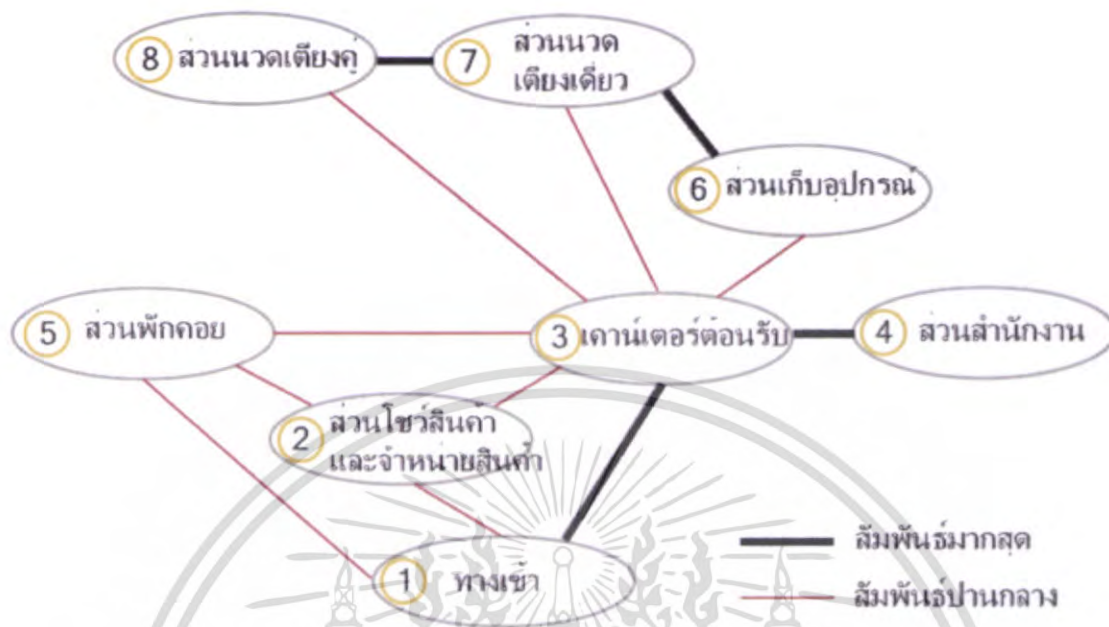 8 ส่วนนวดเตียงคู่
7 ส่วนนวด
เตียงเดี่ยว
6 ส่วนเก็บอุปกรณ์
5 ส่วนพักคอย
3 เคาน์เตอร์ต้อนรับ
4 ส่วนสำนักงาน
2 ส่วนโชว์สินค้า
และจำหน่ายสินค้า
1 ทางเข้า
สัมพันธ์มากสุด
สัมพันธ์ปานกลาง